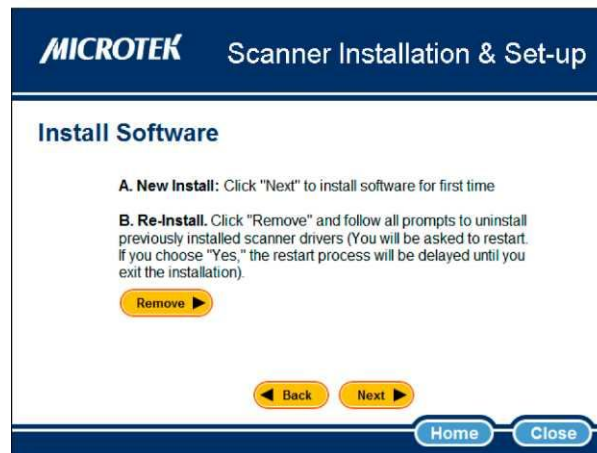 MICROTEK
Scanner Installation & Set-up
Install Software
A. New Install: Click "Next" to install software for first time
B. Re-Install. Click "Remove" and follow all prompts to uninstall
previously installed scanner drivers (You will be asked to restart.
If you choose "Yes," the restart process will be delayed until you
exit the installation).
Remove
Back
Next
Home
Close